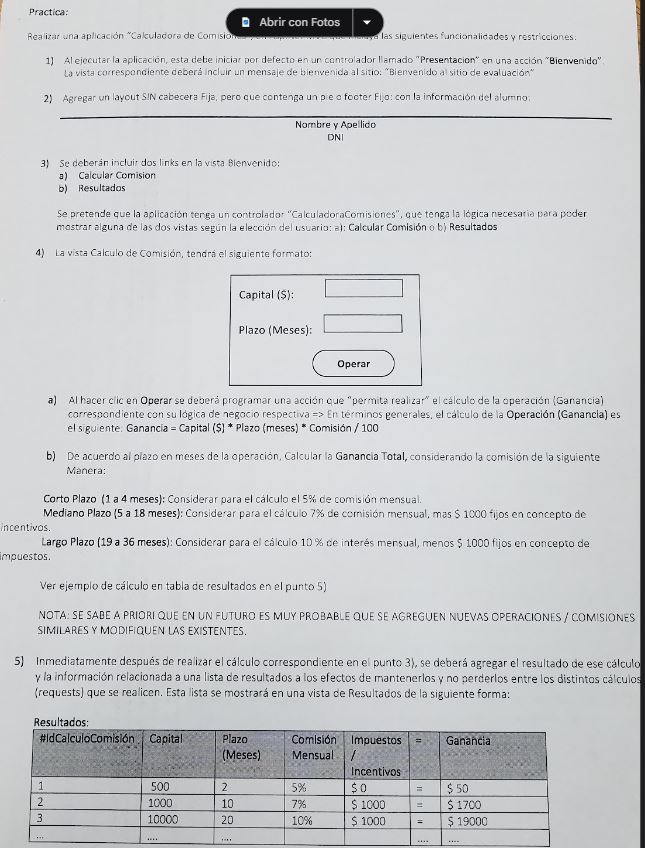 Practica:
Abrir con Fotos
Realizar una aplicación "Calculadora de Comision las siguientes funcionalidades y restricciones:
1) Al ejecutar la aplicación, esta debe iniciar por defecto en un controlador llamado "Presentacion" en una acción "Bienvenido".
La vista correspondiente deberá incluir un mensaje de bienvenida al sitio: "Bienvenido al sitio de evaluación"
2) Agregar un layout SIN cabecera Fija, pero que contenga un pie o footer Fijo: con la información del alumno:
Nombre y Apellido
DNI
3) Se deberán incluir dos links en la vista Bienvenido:
a) Calcular Comision
b) Resultados
Se pretende que la aplicación tenga un controlador "CalculadoraComisiones", que tenga la lógica necesaria para poder
mostrar alguna de las dos vistas según la elección del usuario: a): Calcular Comisión o b) Resultados
4) La vista Calculo de Comisión, tendrá el siguiente formato:
Capital ($):
Plazo (Meses):
Operar
a) Al hacer clic en Operar se deberá programar una acción que "permita realizar" el cálculo de la operación (Ganancia)
correspondiente con su lógica de negocio respectiva => En términos generales, el cálculo de la Operación (Ganancia) es
el siguiente: Ganancia = Capital ($) * Plazo (meses) * Comisión / 100
b) De acuerdo al plazo en meses de la operación, Calcular la Ganancia Total, considerando la comisión de la siguiente
Manera:
Corto Plazo (1 a 4 meses): Considerar para el cálculo el 5% de comisión mensual.
Mediano Plazo (5 a 18 meses): Considerar para el cálculo 7% de comisión mensual, mas $ 1000 fijos en concepto de
incentivos.
Largo Plazo (19 a 36 meses): Considerar para el cálculo 10 % de interés mensual, menos $ 1000 fijos en concepto de
impuestos.
Ver ejemplo de cálculo en tabla de resultados en el punto 5)
NOTA: SE SABE A PRIORI QUE EN UN FUTURO ES MUY PROBABLE QUE SE AGREGUEN NUEVAS OPERACIONES / COMISIONES
SIMILARES Y MODIFIQUEN LAS EXISTENTES.
5) Inmediatamente después de realizar el cálculo correspondiente en el punto 3), se deberá agregar el resultado de ese cálculo
y la información relacionada a una lista de resultados a los efectos de mantenerlos y no perderlos entre los distintos cálculos
(requests) que se realicen. Esta lista se mostrará en una vista de Resultados de la siguiente forma:
Resultados:
#IdCalculoComisión Capital Plazo (Meses) Comisión Mensual Impuestos / Incentivos = Ganancia
1 500 2 5% $ 0 = $ 50
2 1000 10 7% $ 1000 = $ 1700
3 10000 20 10% $ 1000 = $ 19000
... .... .... .... ....